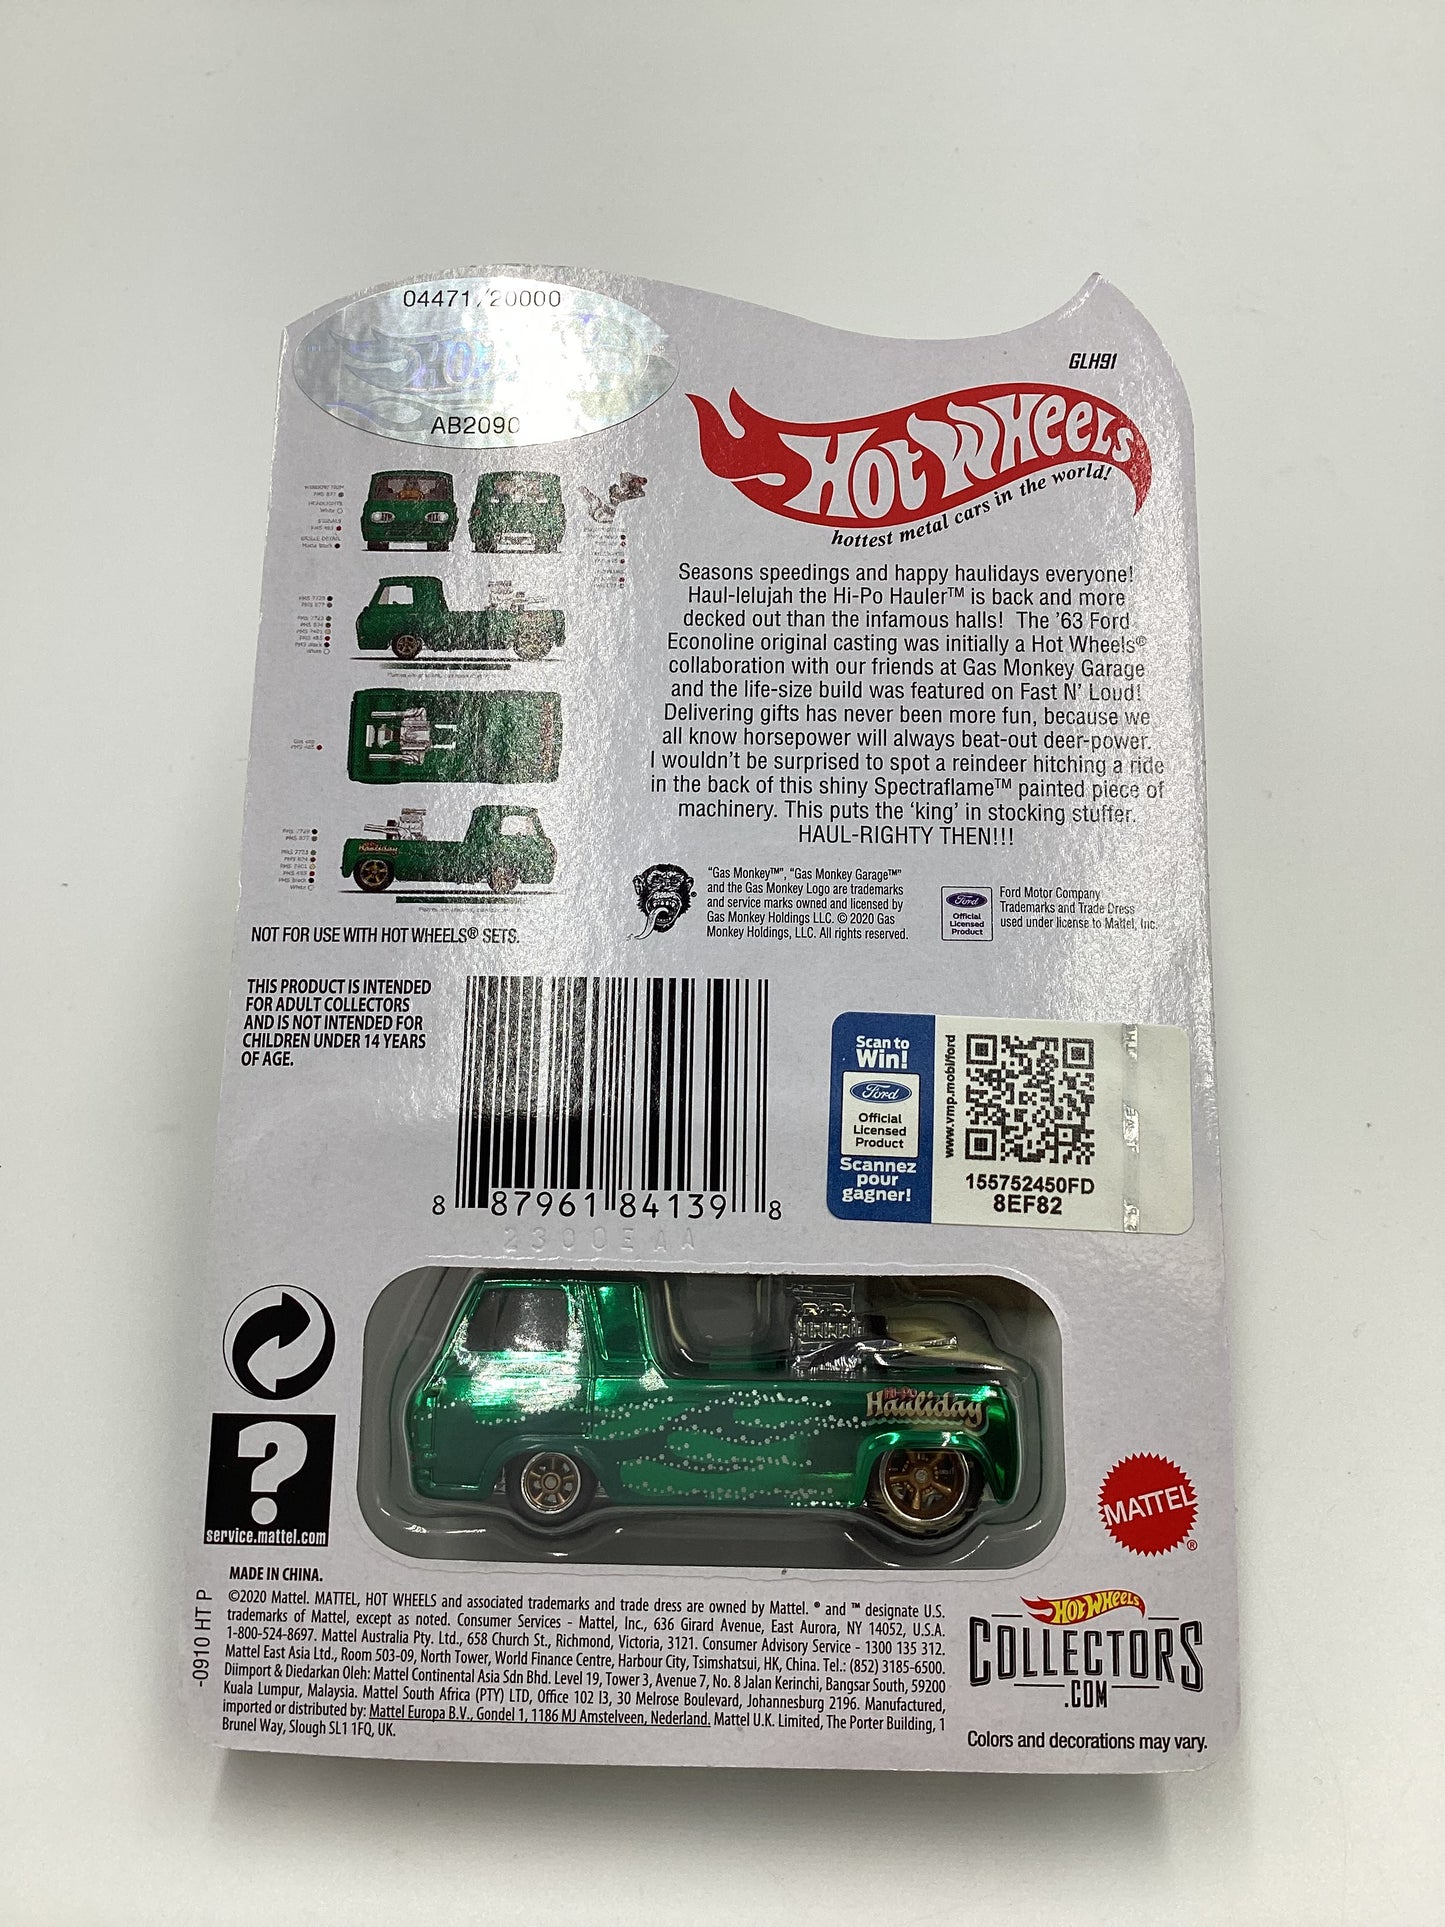 04471/20000
AB2090
GLH91
Hot Wheels
hottest metal cars in the world!
Seasons speedings and happy haulidays everyone!
Haul-lelujah the Hi-Po Hauler™ is back and more
decked out than the infamous halls! The '63 Ford
Econoline original casting was initially a Hot Wheels®
collaboration with our friends at Gas Monkey Garage
and the life-size build was featured on Fast N' Loud!
Delivering gifts has never been more fun, because we
all know horsepower will always beat-out deer-power.
I wouldn't be surprised to spot a reindeer hitching a ride
in the back of this shiny Spectraflame™ painted piece of
machinery. This puts the 'king' in stocking stuffer.
HAUL-RIGHTY THEN!!!
"Gas Monkey™", "Gas Monkey Garage™"
and the Gas Monkey Logo are trademarks
and service marks owned and licensed by
Gas Monkey Holdings LLC. © 2020 Gas
Monkey Holdings, LLC. All rights reserved.
Ford
Official
Licensed
Product
Ford Motor Company
Trademarks and Trade Dress
used under license to Mattel, Inc.
NOT FOR USE WITH HOT WHEELS® SETS.
THIS PRODUCT IS INTENDED
FOR ADULT COLLECTORS
AND IS NOT INTENDED FOR
CHILDREN UNDER 14 YEARS
OF AGE.
8 87961 84139 8
2300EAA
Scan to
Win!
Ford
Official
Licensed
Product
Scannez
pour
gagner!
www.vmp.mobi/ford
155752450FD
8EF82
HI-PO
Hauliday
?
service.mattel.com
MATTEL®
MADE IN CHINA.
-0910 HT P
©2020 Mattel. MATTEL, HOT WHEELS and associated trademarks and trade dress are owned by Mattel. ® and ™ designate U.S.
trademarks of Mattel, except as noted. Consumer Services - Mattel, Inc., 636 Girard Avenue, East Aurora, NY 14052, U.S.A.
1-800-524-8697. Mattel Australia Pty. Ltd., 658 Church St., Richmond, Victoria, 3121. Consumer Advisory Service - 1300 135 312.
Mattel East Asia Ltd., Room 503-09, North Tower, World Finance Centre, Harbour City, Tsimshatsui, HK, China. Tel.: (852) 3185-6500.
Diimport & Diedarkan Oleh: Mattel Continental Asia Sdn Bhd. Level 19, Tower 3, Avenue 7, No. 8 Jalan Kerinchi, Bangsar South, 59200
Kuala Lumpur, Malaysia. Mattel South Africa (PTY) LTD, Office 102 I3, 30 Melrose Boulevard, Johannesburg 2196. Manufactured,
imported or distributed by: Mattel Europa B.V., Gondel 1, 1186 MJ Amstelveen, Nederland. Mattel U.K. Limited, The Porter Building, 1
Brunel Way, Slough SL1 1FQ, UK.
Hot Wheels
COLLECTORS
.COM
Colors and decorations may vary.